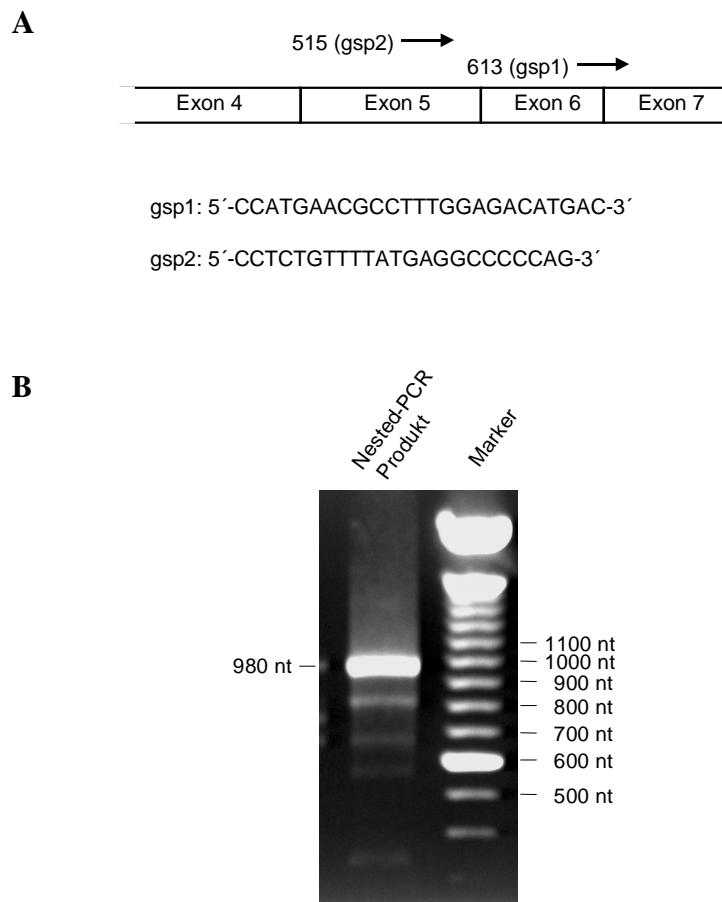 A
515 (gsp2)
613 (gsp1)
Exon 4 Exon 5 Exon 6 Exon 7
gsp1: 5´-CCATGAACGCCTTTGGAGACATGAC-3´
gsp2: 5´-CCTCTGTTTTATGAGGCCCCCAG-3´
B
Nested-PCR
Produkt
Marker
980 nt
1100 nt
1000 nt
900 nt
800 nt
700 nt
600 nt
500 nt